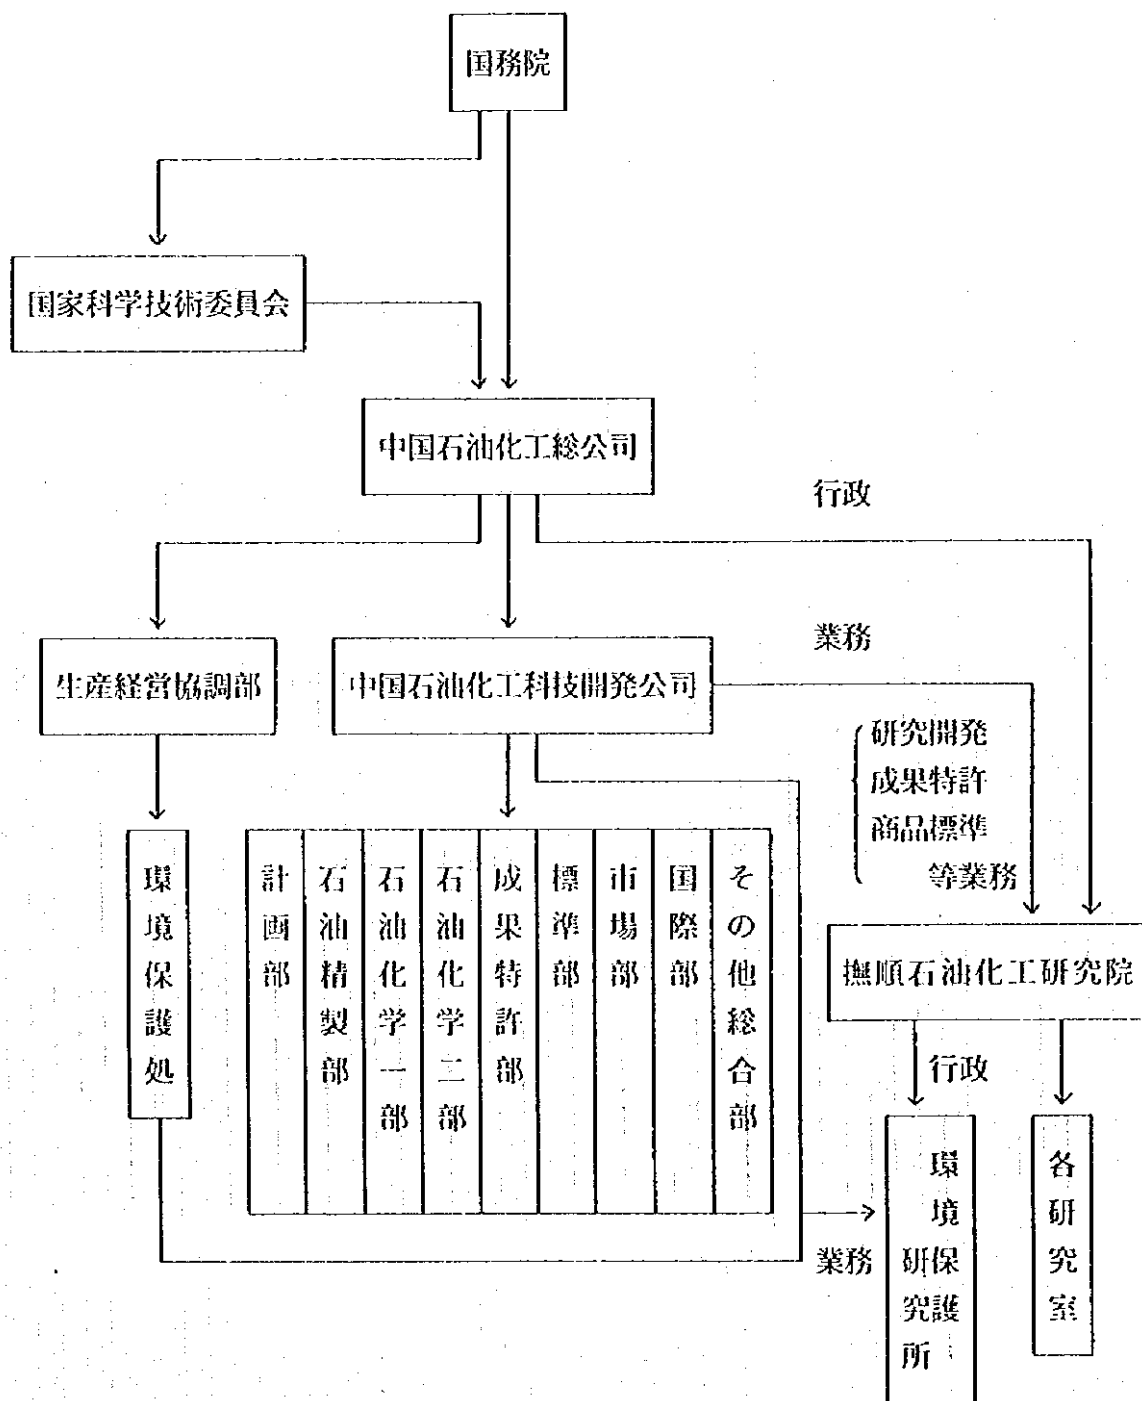 国務院
国家科学技術委員会
中国石油化工総公司
行政
業務
生産経営協調部
中国石油化工科技開発公司
研究開発
成果特許
商品標準
等業務
環境保護処
計画部
石油精製部
石油化学一部
石油化学二部
成果特許部
標準部
市場部
国際部
その他総合部
撫順石油化工研究院
行政
業務
環境保護
研究所
各研究室